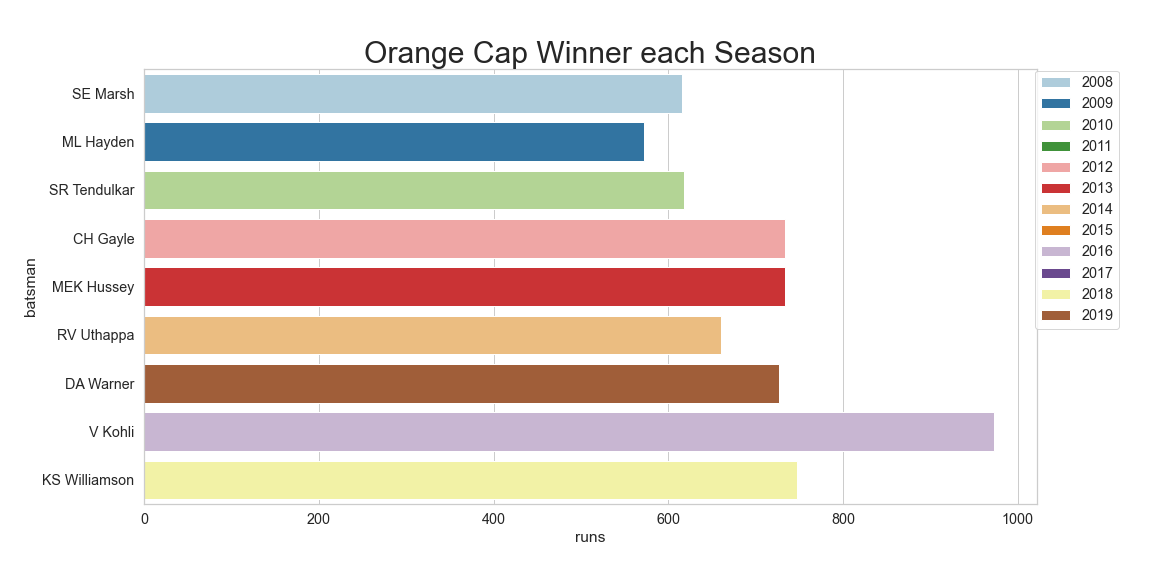 Orange Cap Winner each Season
batsman
SE Marsh
ML Hayden
SR Tendulkar
CH Gayle
MEK Hussey
RV Uthappa
DA Warner
V Kohli
KS Williamson
0 200 400 600 800 1000
runs
2008
2009
2010
2011
2012
2013
2014
2015
2016
2017
2018
2019